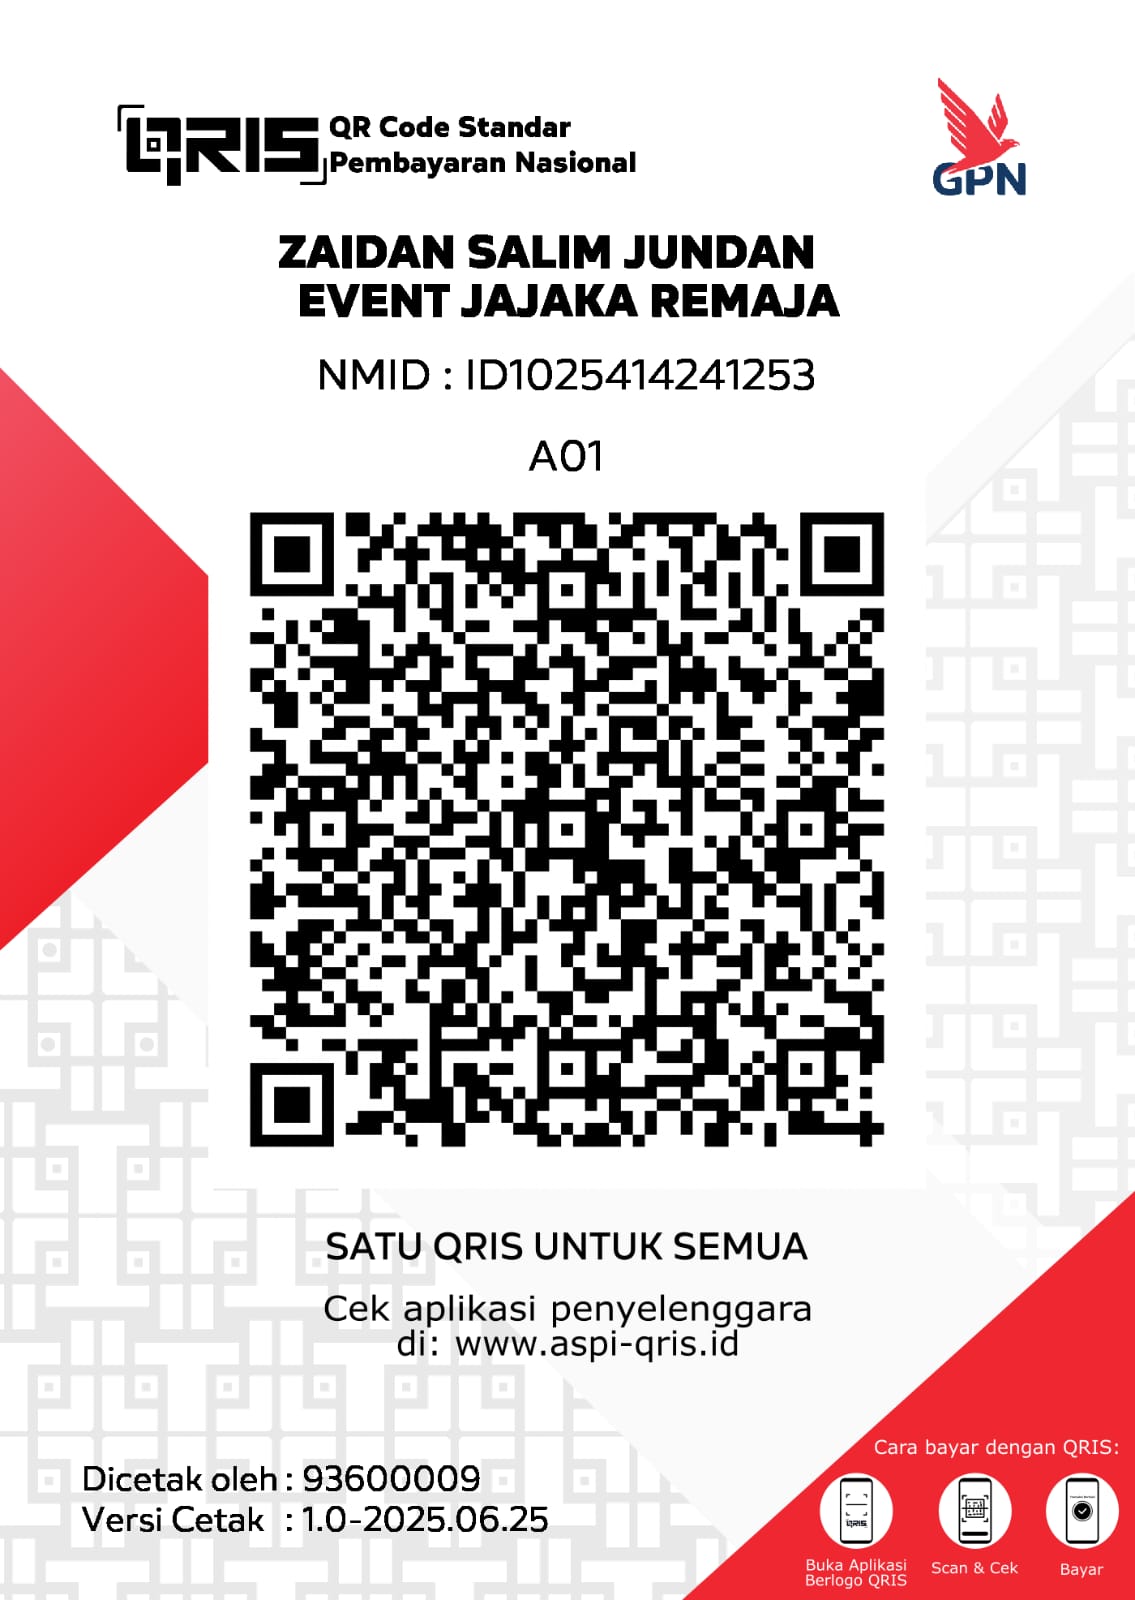 QRIS
QR Code Standar
Pembayaran Nasional
GPN
ZAIDAN SALIM JUNDAN
EVENT JAJAKA REMAJA
NMID : ID1025414241253
A01
SATU QRIS UNTUK SEMUA
Cek aplikasi penyelenggara
di: www.aspi-qris.id
Dicetak oleh : 93600009
Versi Cetak : 1.0-2025.06.25
Cara bayar dengan QRIS:
QRIS
Buka Aplikasi
Berlogo QRIS
Scan & Cek
Bayar